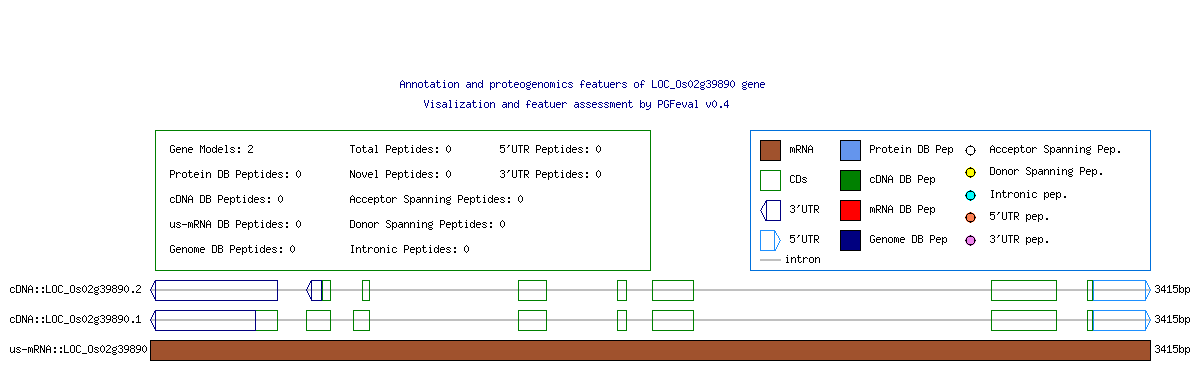 Annotation and proteogenomics featuers of LOC_Os02g39890 gene
Visalization and featuer assessment by PGFeval v0.4
Gene Models: 2 Total Peptides: 0 5'UTR Peptides: 0
Protein DB Peptides: 0 Novel Peptides: 0 3'UTR Peptides: 0
cDNA DB Peptides: 0 Acceptor Spanning Peptides: 0
us-mRNA DB Peptides: 0 Donor Spanning Peptides: 0
Genome DB Peptides: 0 Intronic Peptides: 0
mRNA Protein DB Pep Acceptor Spanning Pep.
CDs cDNA DB Pep Donor Spanning Pep.
3'UTR mRNA DB Pep Intronic pep.
5'UTR Genome DB Pep 5'UTR pep.
3'UTR pep.
intron
cDNA::LOC_Os02g39890.2 3415bp
cDNA::LOC_Os02g39890.1 3415bp
us-mRNA::LOC_Os02g39890 3415bp